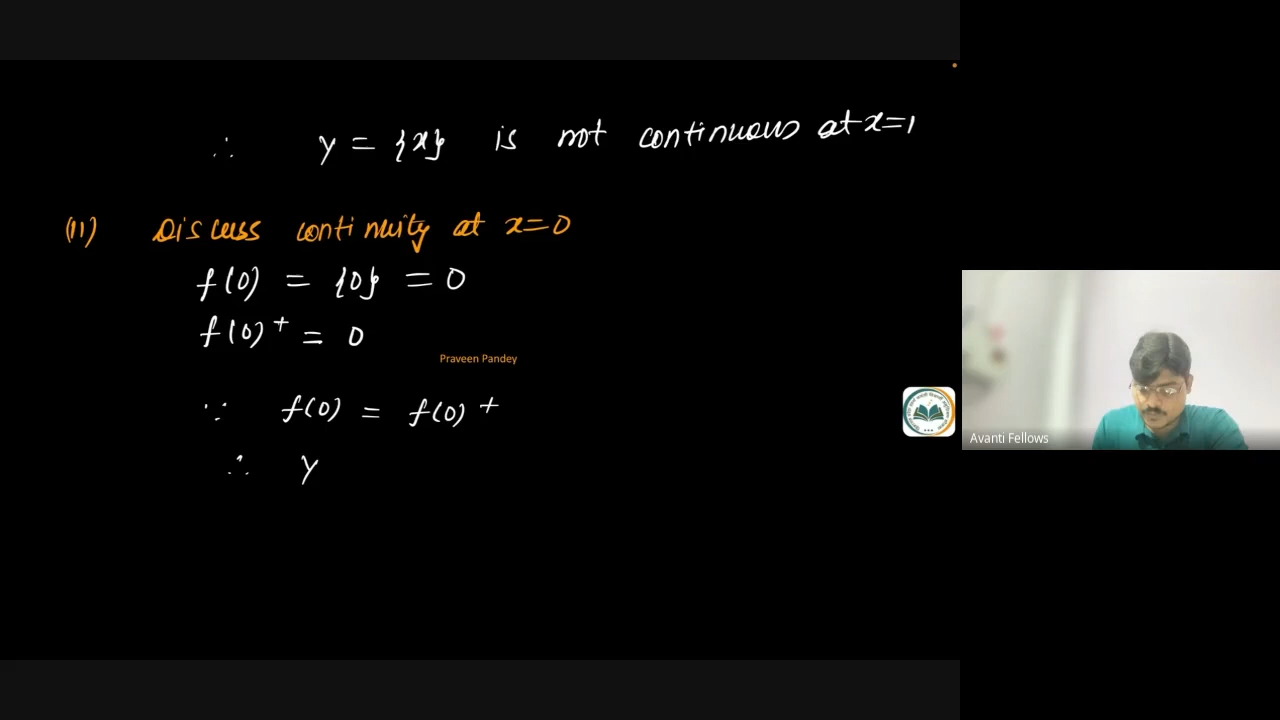 ∴ y = {x} is not continuous at x=1
(11) Discuss continuity at x=0
f(0) = {0} = 0
f(0)+ = 0
Praveen Pandey
∵ f(0) = f(0)+
∴ y
Avanti Fellows